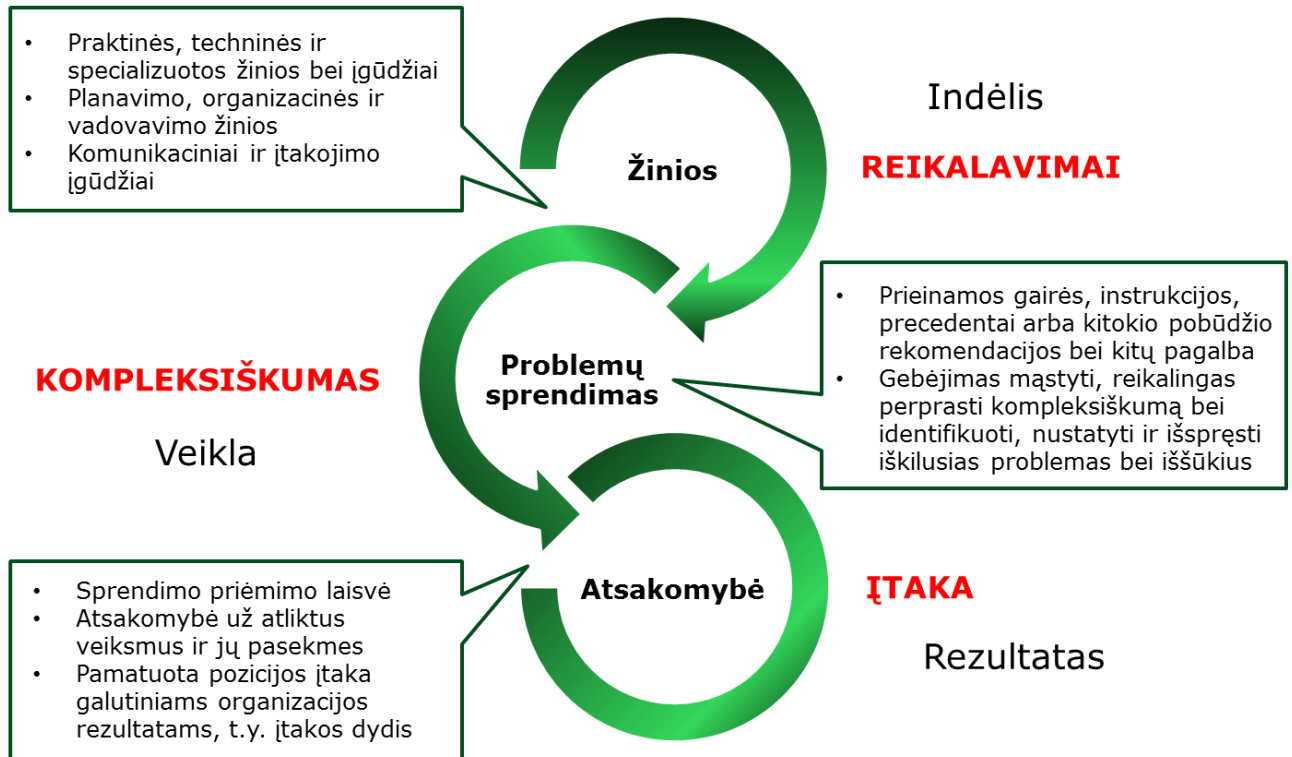 • Praktinės, techninės ir
specializuotos žinios bei įgūdžiai
• Planavimo, organizacinės ir
vadovavimo žinios
• Komunikaciniai ir įtakojimo
įgūdžiai
Žinios
Indėlis
REIKALAVIMAI
KOMPLEKSIŠKUMAS
Veikla
Problemų
sprendimas
• Prieinamos gairės, instrukcijos,
precedentai arba kitokio pobūdžio
rekomendacijos bei kitų pagalba
• Gebėjimas mąstyti, reikalingas
perprasti kompleksiškumą bei
identifikuoti, nustatyti ir išspręsti
iškilusias problemas bei iššūkius
• Sprendimo priėmimo laisvė
• Atsakomybė už atliktus
veiksmus ir jų pasekmes
• Pamatuota pozicijos įtaka
galutiniams organizacijos
rezultatams, t.y. įtakos dydis
Atsakomybė
ĮTAKA
Rezultatas